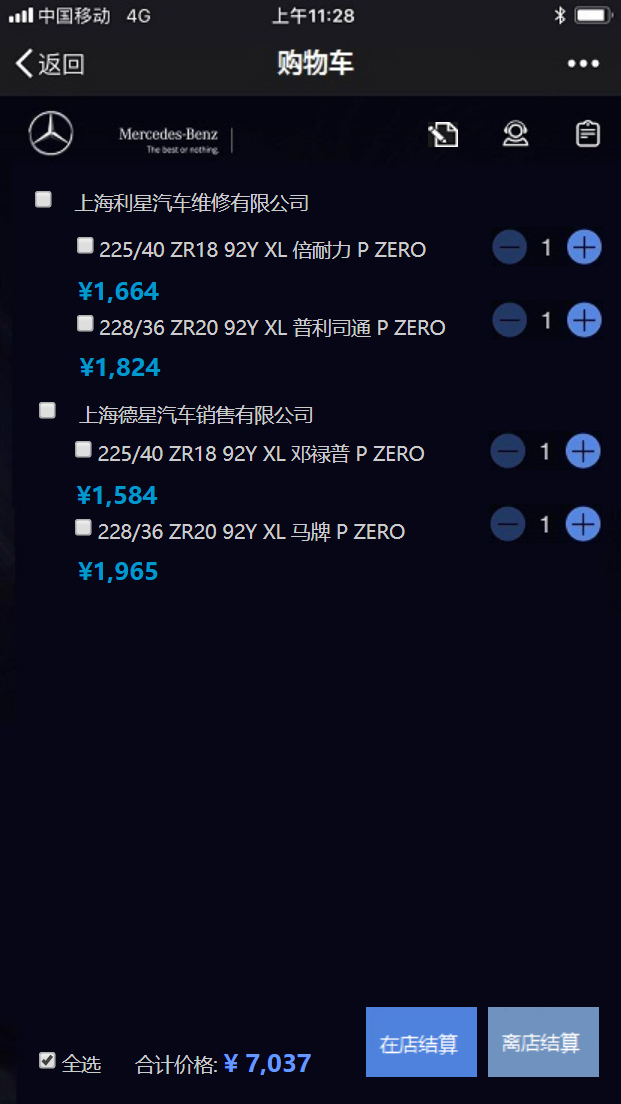 中国移动 4G 上午11:28
返回 购物车
Mercedes-Benz
The best or nothing.
上海利星汽车维修有限公司
225/40 ZR18 92Y XL 倍耐力 P ZERO 1
¥1,664
228/36 ZR20 92Y XL 普利司通 P ZERO 1
¥1,824
上海德星汽车销售有限公司
225/40 ZR18 92Y XL 邓禄普 P ZERO 1
¥1,584
228/36 ZR20 92Y XL 马牌 P ZERO 1
¥1,965
全选 合计价格: ¥ 7,037 在店结算 离店结算